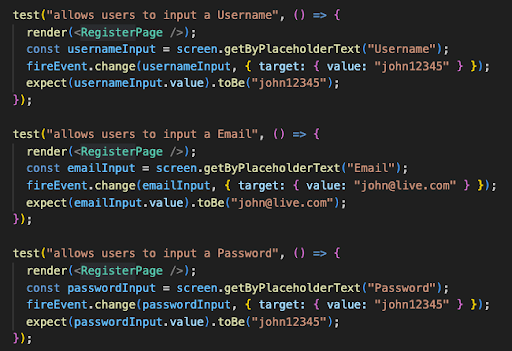 test("allows users to input a Username", () => {
render(<RegisterPage />);
const usernameInput = screen.getByPlaceholderText("Username");
fireEvent.change(usernameInput, { target: { value: "john12345" } });
expect(usernameInput.value).toBe("john12345");
});
test("allows users to input a Email", () => {
render(<RegisterPage />);
const emailInput = screen.getByPlaceholderText("Email");
fireEvent.change(emailInput, { target: { value: "john@live.com" } });
expect(emailInput.value).toBe("john@live.com");
});
test("allows users to input a Password", () => {
render(<RegisterPage />);
const passwordInput = screen.getByPlaceholderText("Password");
fireEvent.change(passwordInput, { target: { value: "john12345" } });
expect(passwordInput.value).toBe("john12345");
});